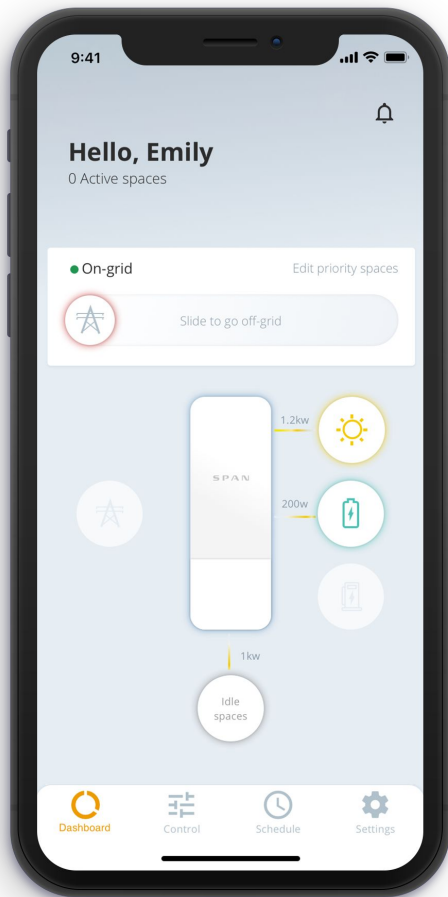 9:41
Hello, Emily
0 Active spaces
On-grid
Edit priority spaces
Slide to go off-grid
1.2kw
SPAN
200w
1kw
Idle
spaces
Dashboard
Control
Schedule
Settings